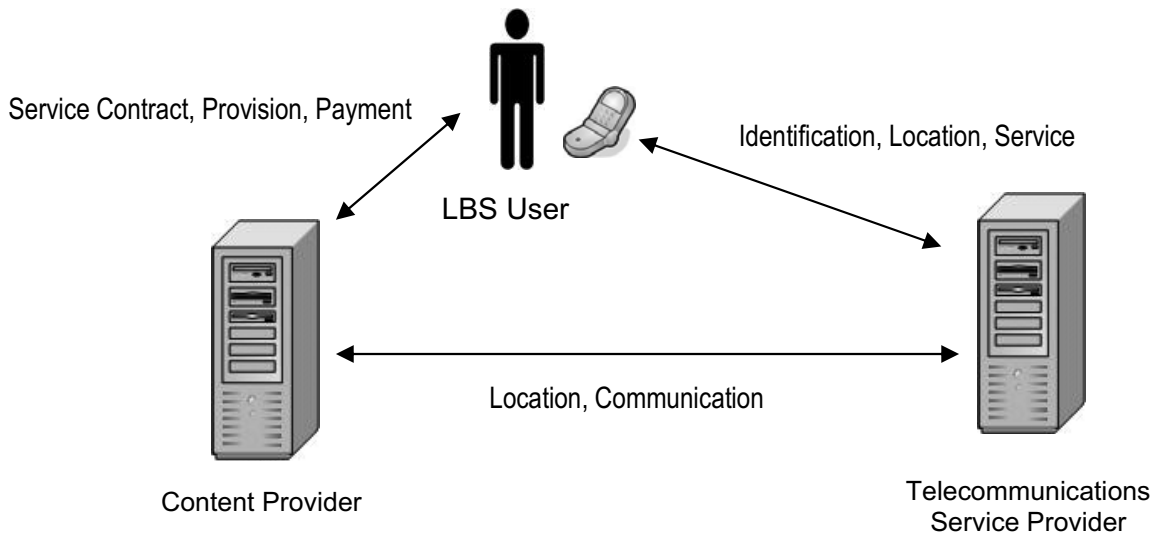 Service Contract, Provision, Payment
Identification, Location, Service
LBS User
Location, Communication
Content Provider
Telecommunications
Service Provider